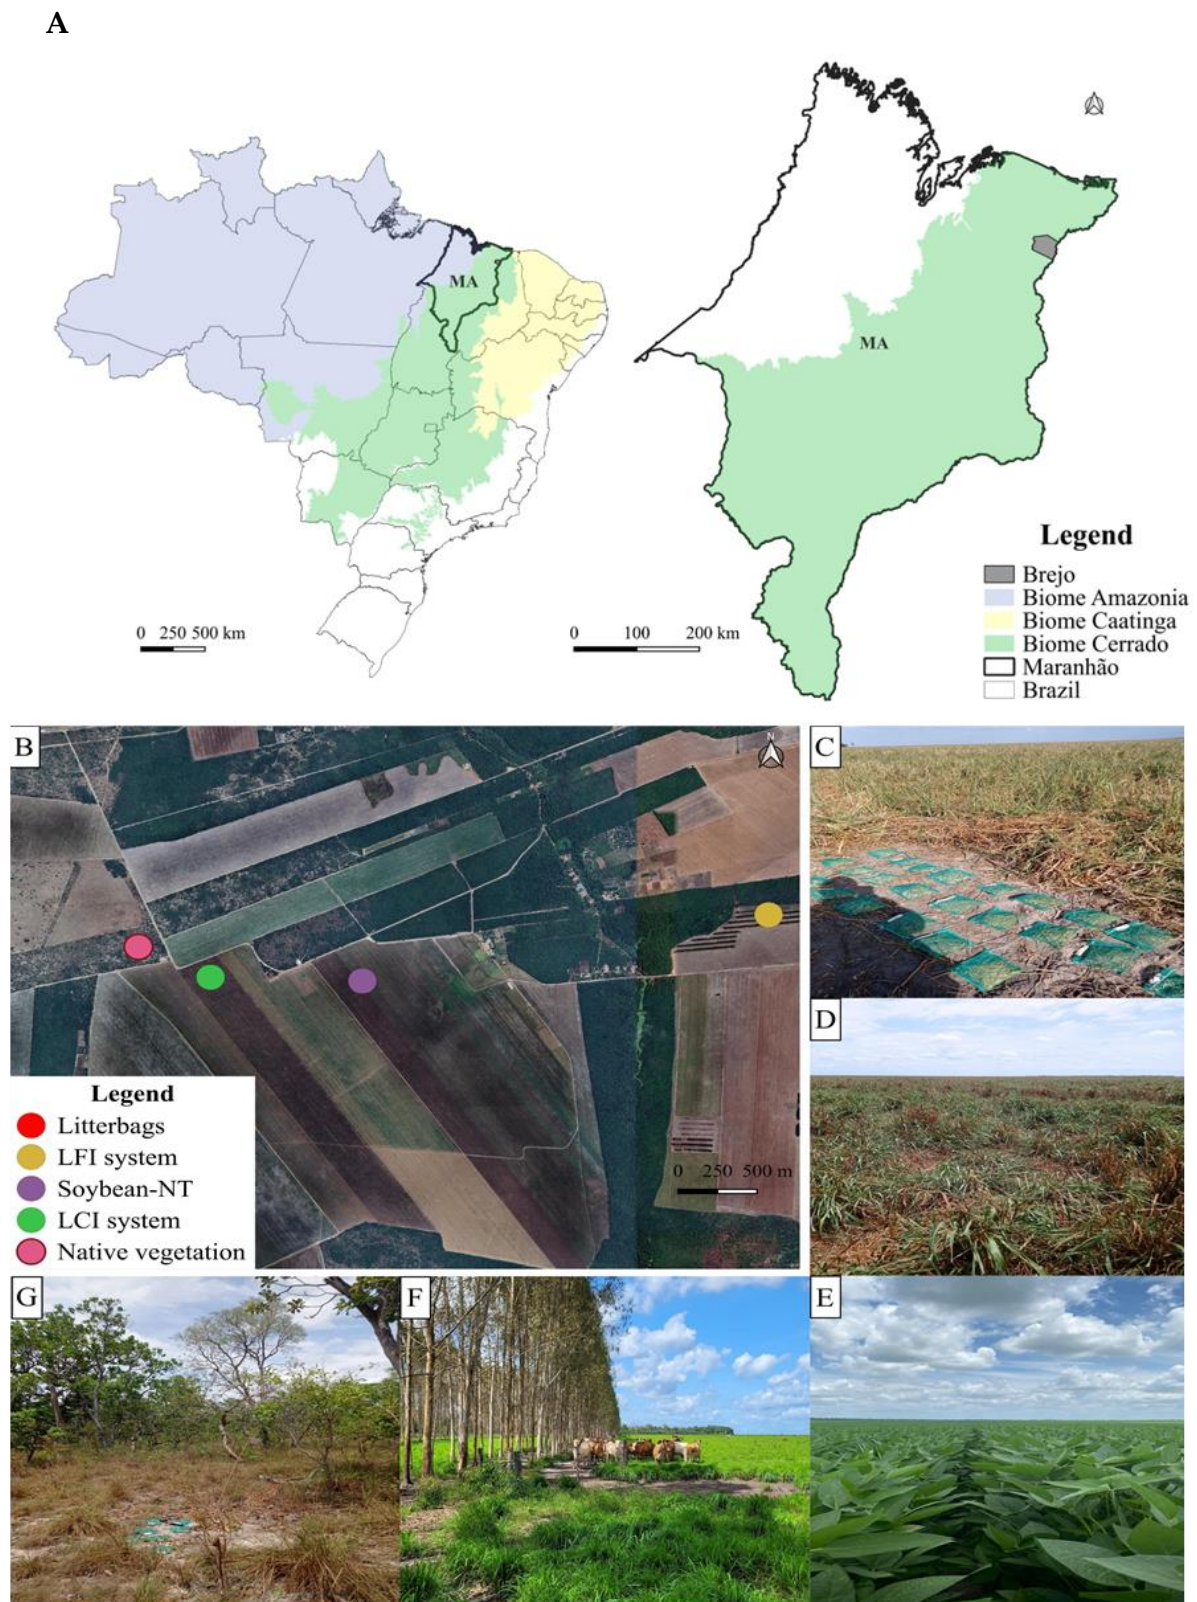 A
MA
MA
Legend
Brejo
Biome Amazonia
Biome Caatinga
Biome Cerrado
Maranhão
Brazil
0 250 500 km
0 100 200 km
B
N
C
D
Legend
Litterbags
LFI system
Soybean-NT
LCI system
Native vegetation
0 250 500 m
G
F
E